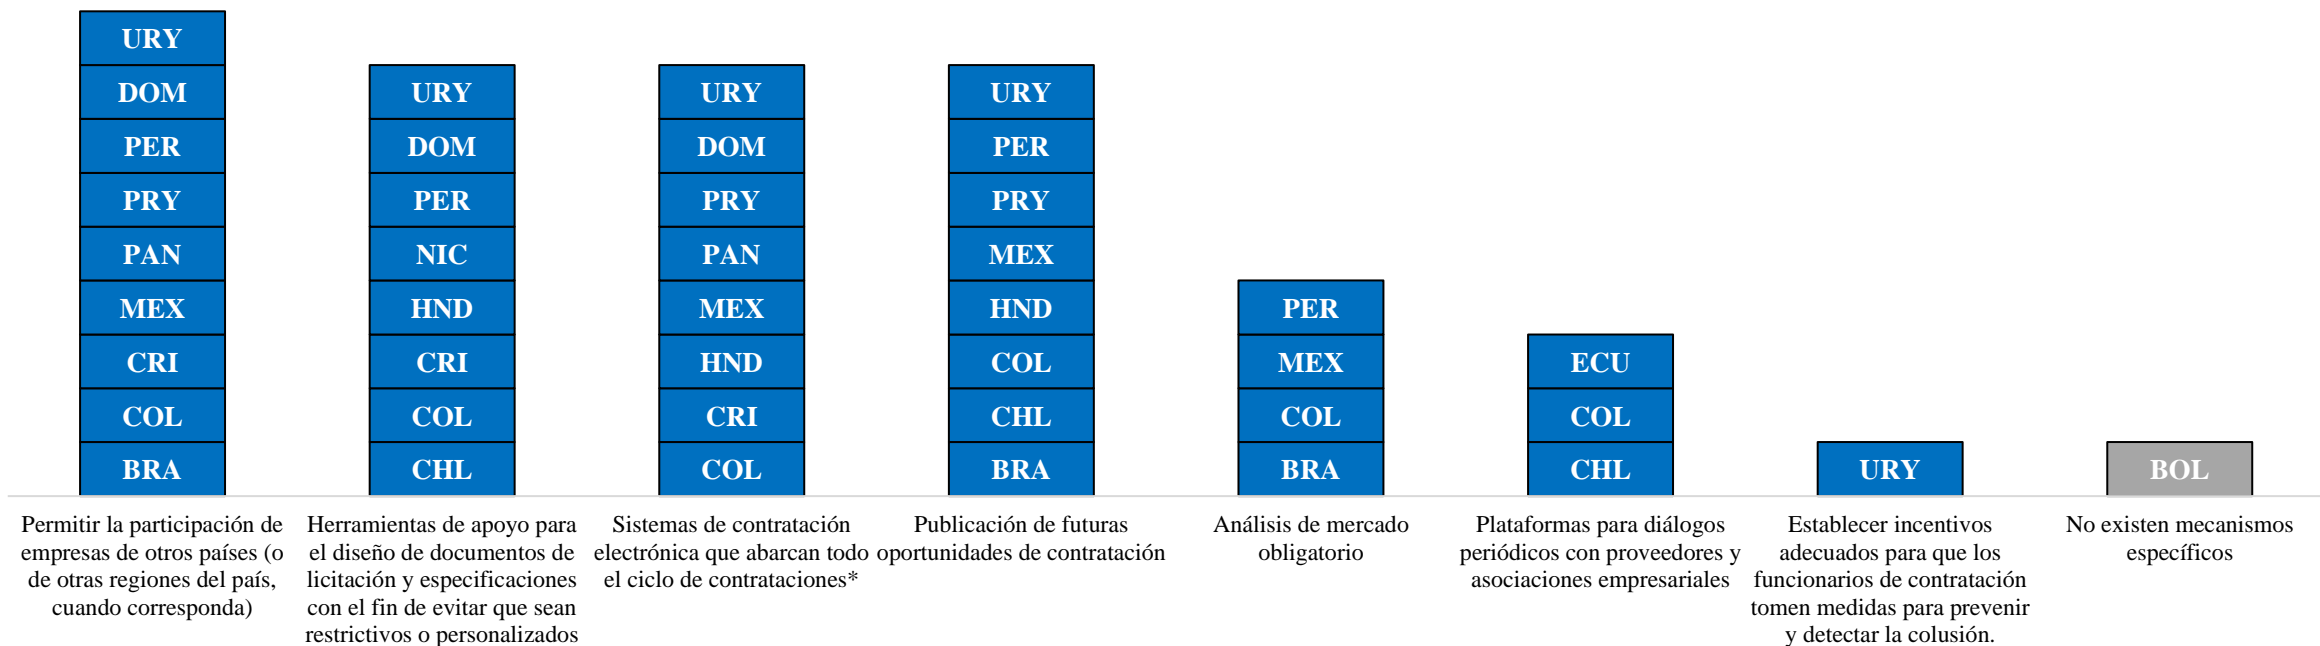 URY
DOM
PER
PRY
PAN
MEX
CRI
COL
BRA
Permitir la participación de
empresas de otros países (o
de otras regiones del país,
cuando corresponda)
URY
DOM
PER
NIC
HND
CRI
COL
CHL
Herramientas de apoyo para
el diseño de documentos de
licitación y especificaciones
con el fin de evitar que sean
restrictivos o personalizados
URY
DOM
PRY
PAN
MEX
HND
CRI
COL
Sistemas de contratación
electrónica que abarcan todo
el ciclo de contrataciones*
URY
PER
PRY
MEX
HND
COL
CHL
BRA
Publicación de futuras
oportunidades de contratación
PER
MEX
COL
BRA
Análisis de mercado
obligatorio
ECU
COL
CHL
Plataformas para diálogos
periódicos con proveedores y
asociaciones empresariales
URY
Establecer incentivos
adecuados para que los
funcionarios de contratación
tomen medidas para prevenir
y detectar la colusión.
BOL
No existen mecanismos
específicos